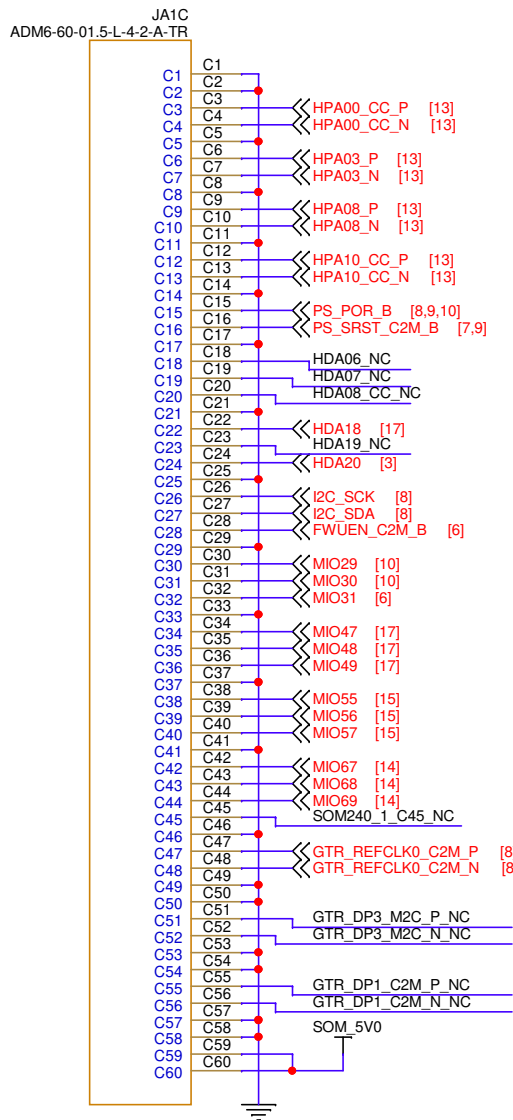 JA1C
ADM6-60-01.5-L-4-2-A-TR
C1 C1
C2 C2
C3 C3 HPA00_CC_P [13]
C4 C4 HPA00_CC_N [13]
C5 C5
C6 C6 HPA03_P [13]
C7 C7 HPA03_N [13]
C8 C8
C9 C9 HPA08_P [13]
C10 C10 HPA08_N [13]
C11 C11
C12 C12 HPA10_CC_P [13]
C13 C13 HPA10_CC_N [13]
C14 C14
C15 C15 PS_POR_B [8,9,10]
C16 C16 PS_SRST_C2M_B [7,9]
C17 C17
C18 C18 HDA06_NC
C19 C19 HDA07_NC
C20 C20 HDA08_CC_NC
C21 C21
C22 C22 HDA18 [17]
C23 C23 HDA19_NC
C24 C24 HDA20 [3]
C25 C25
C26 C26 I2C_SCK [8]
C27 C27 I2C_SDA [8]
C28 C28 FWUEN_C2M_B [6]
C29 C29
C30 C30 MIO29 [10]
C31 C31 MIO30 [10]
C32 C32 MIO31 [6]
C33 C33
C34 C34 MIO47 [17]
C35 C35 MIO48 [17]
C36 C36 MIO49 [17]
C37 C37
C38 C38 MIO55 [15]
C39 C39 MIO56 [15]
C40 C40 MIO57 [15]
C41 C41
C42 C42 MIO67 [14]
C43 C43 MIO68 [14]
C44 C44 MIO69 [14]
C45 C45 SOM240_1_C45_NC
C46 C46
C47 C47 GTR_REFCLK0_C2M_P [8
C48 C48 GTR_REFCLK0_C2M_N [8
C49 C49
C50 C50
C51 C51 GTR_DP3_M2C_P_NC
C52 C52 GTR_DP3_M2C_N_NC
C53 C53
C54 C54
C55 C55 GTR_DP1_C2M_P_NC
C56 C56 GTR_DP1_C2M_N_NC
C57 C57
C58 C58 SOM_5V0
C59 C59
C60 C60